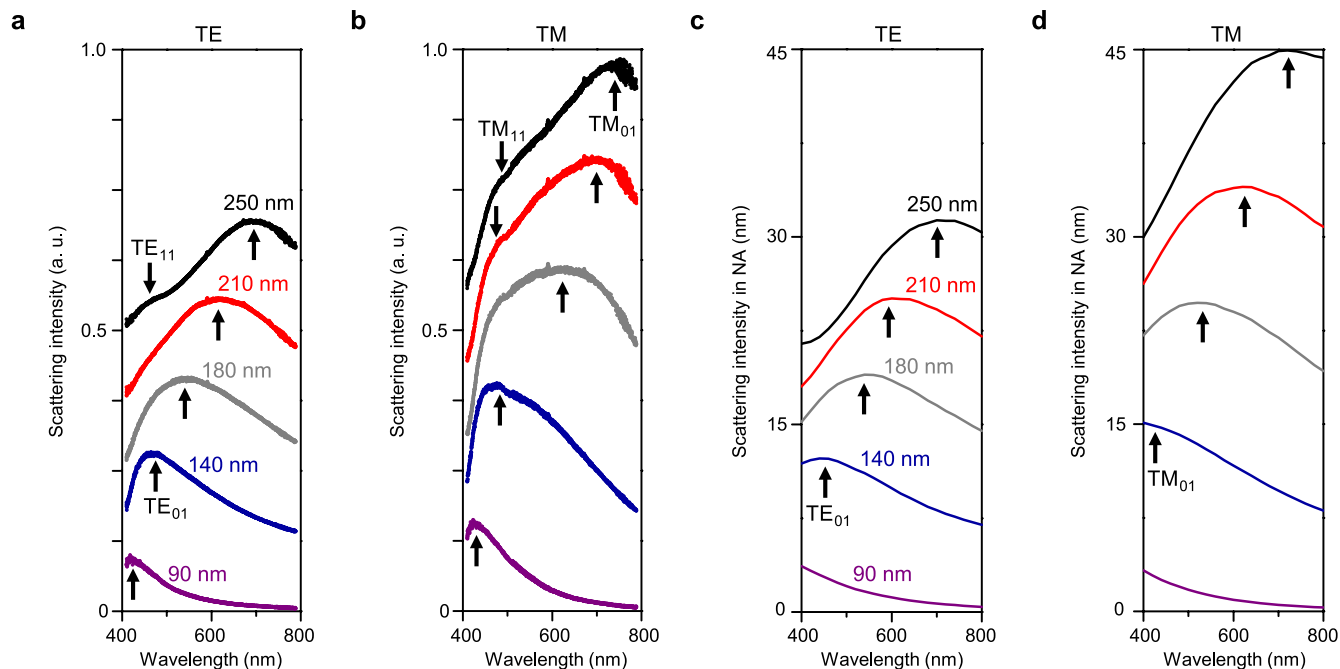 a
TE
Scattering intensity (a. u.)
1.0
0.5
0
TE11
250 nm
210 nm
180 nm
140 nm
TE01
90 nm
400
600
800
Wavelength (nm)
b
TM
Scattering intensity (a. u.)
1.0
0.5
0
TM11
TM01
400
600
800
Wavelength (nm)
c
TE
Scattering intensity in NA (nm)
45
30
15
0
250 nm
210 nm
180 nm
140 nm
TE01
90 nm
400
600
800
Wavelength (nm)
d
TM
Scattering intensity in NA (nm)
45
30
15
0
TM01
400
600
800
Wavelength (nm)